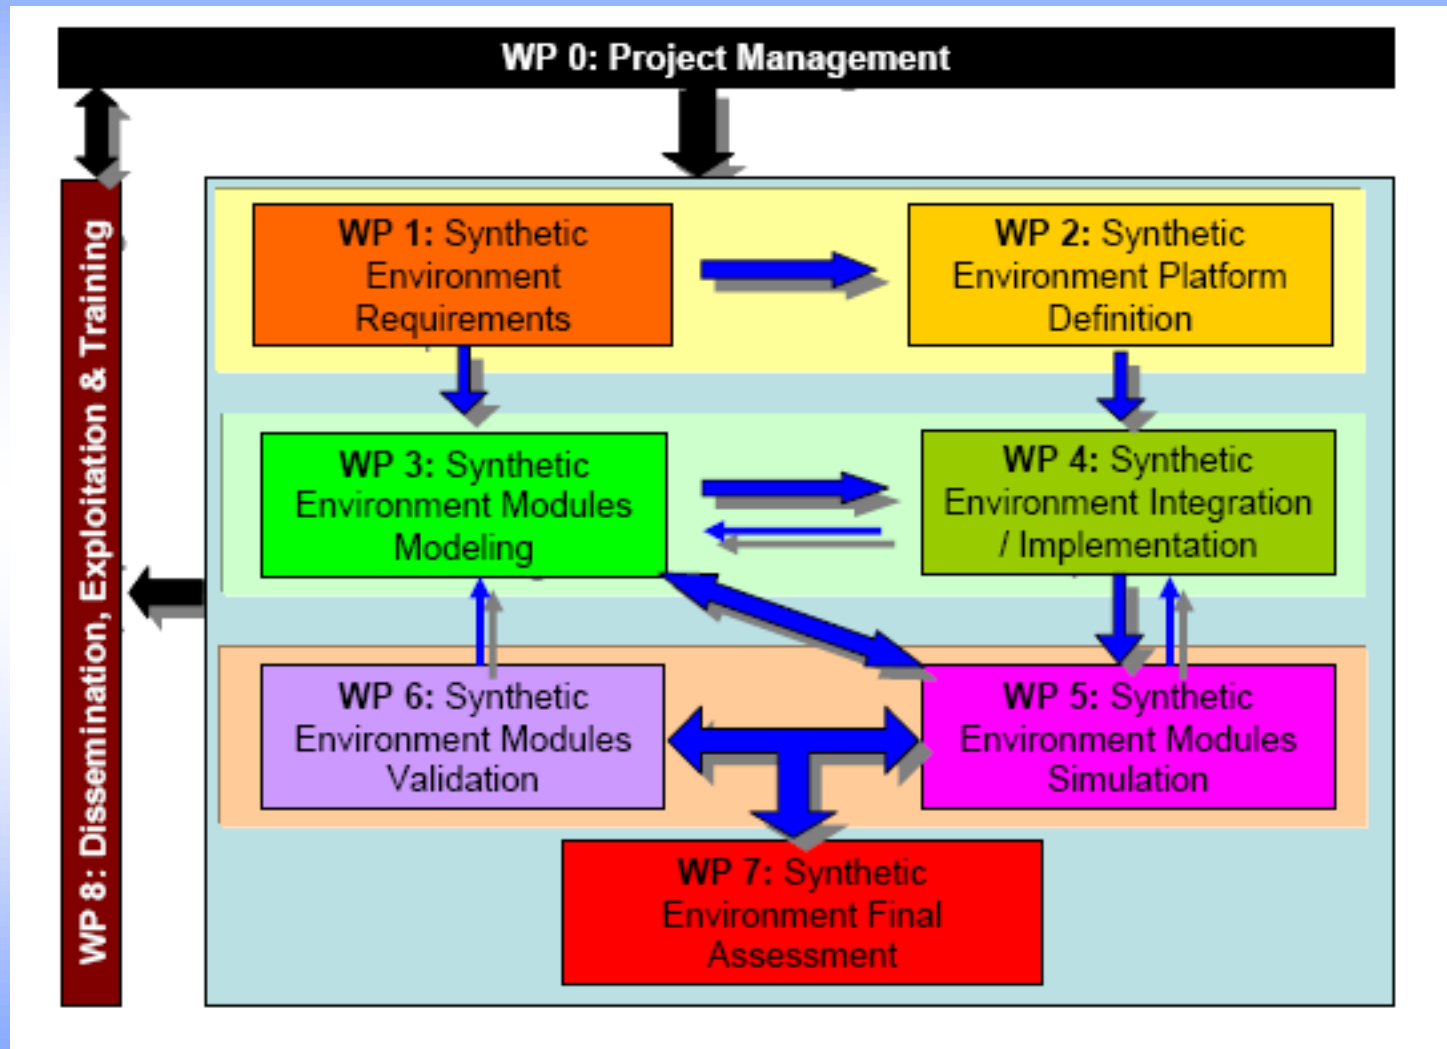 WP 0: Project Management
WP 8: Dissemination, Exploitation & Training
WP 1: Synthetic
Environment
Requirements
WP 2: Synthetic
Environment Platform
Definition
WP 3: Synthetic
Environment Modules
Modeling
WP 4: Synthetic
Environment Integration
/ Implementation
WP 6: Synthetic
Environment Modules
Validation
WP 5: Synthetic
Environment Modules
Simulation
WP 7: Synthetic
Environment Final
Assessment